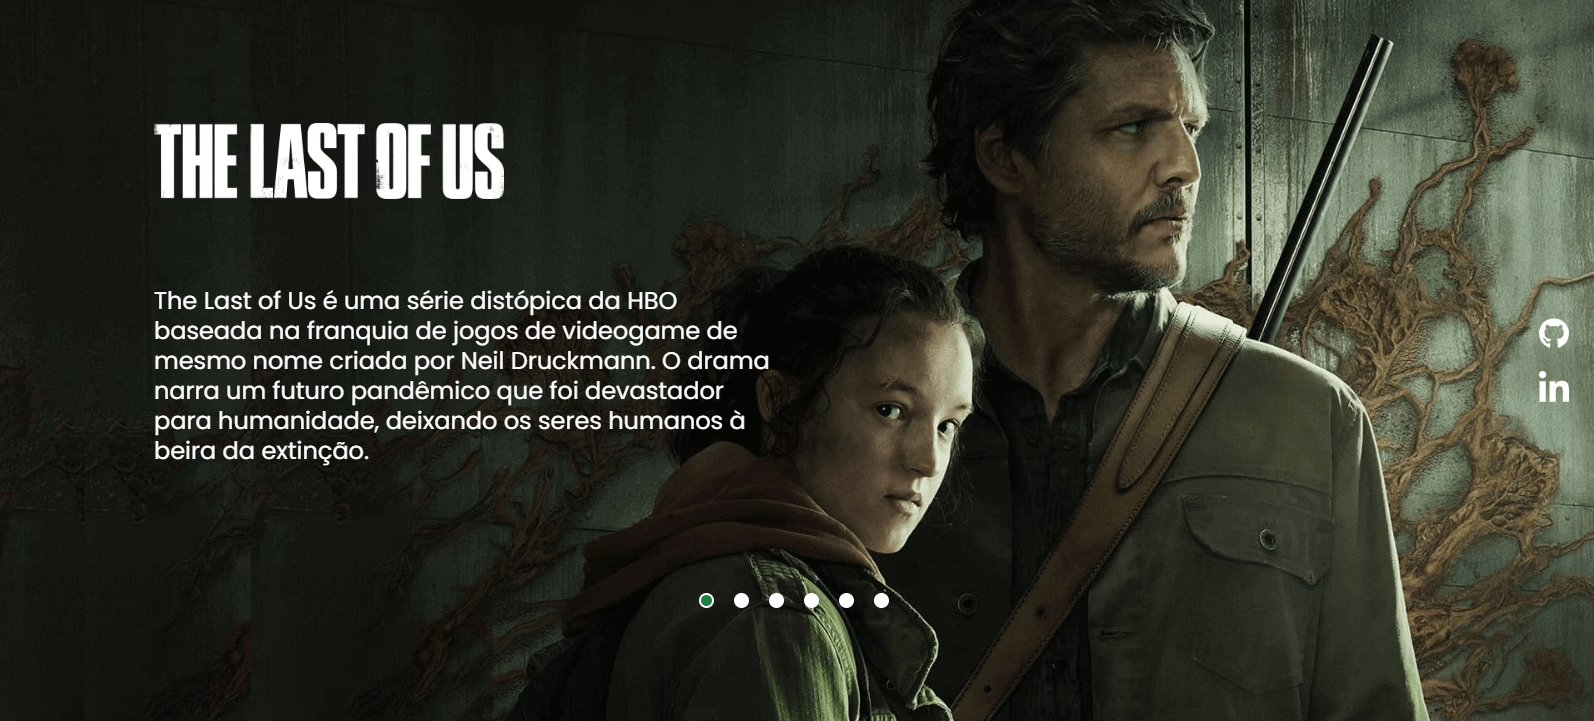 THE LAST OF US
The Last of Us é uma série distópica da HBO
baseada na franquia de jogos de videogame de
mesmo nome criada por Neil Druckmann. O drama
narra um futuro pandêmico que foi devastador
para humanidade, deixando os seres humanos à
beira da extinção.
in